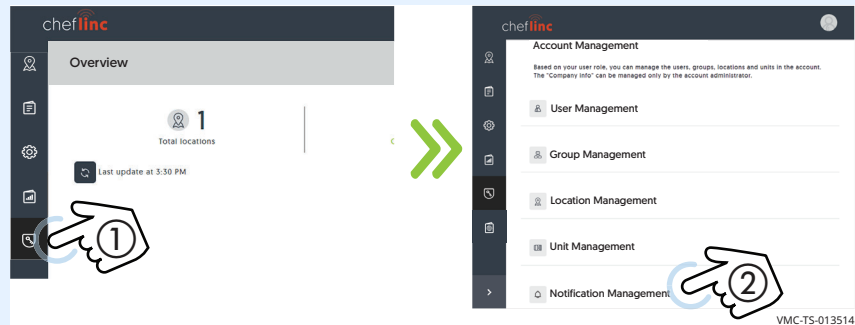 cheflinc
Overview
1
Total locations
Last update at 3:30 PM
1
cheflinc
Account Management
Based on your user role, you can manage the users, groups, locations and units in the account.
The "Company info" can be managed only by the account administrator.
User Management
Group Management
Location Management
Unit Management
Notification Management
2
VMC-TS-013514